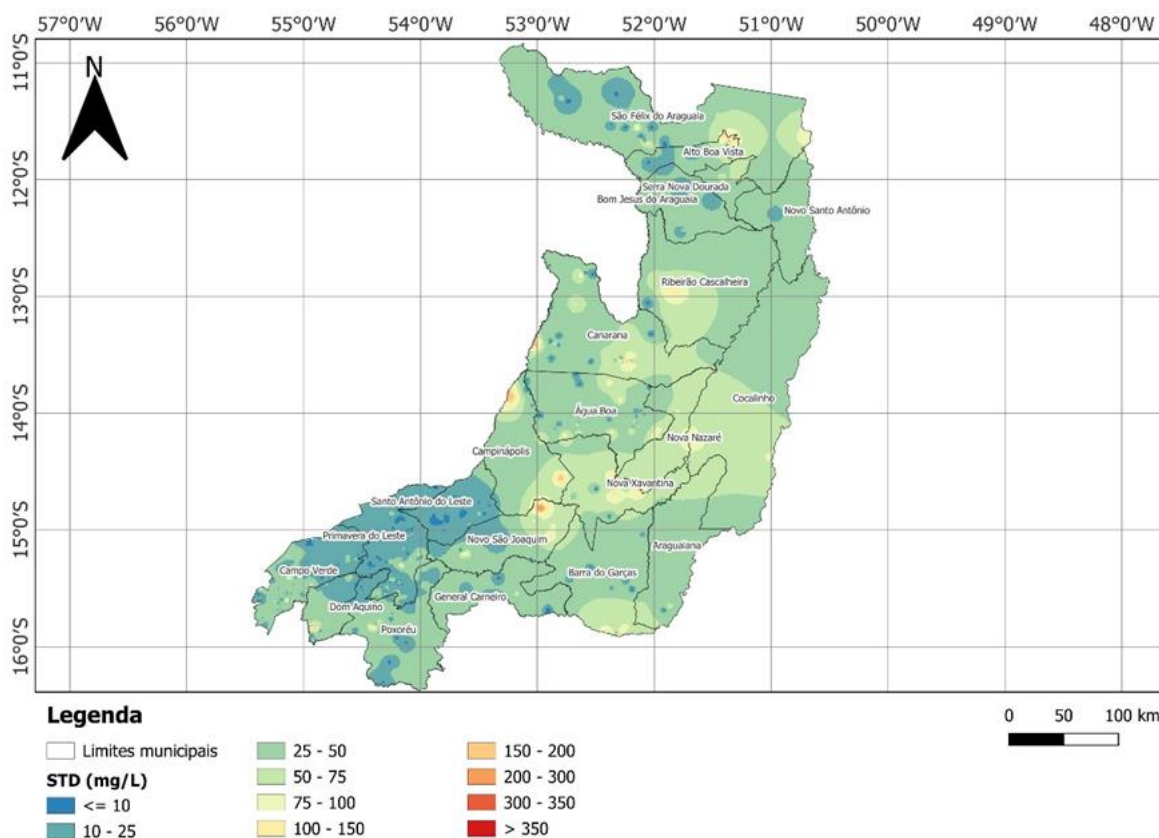 57°0'W 56°0'W 55°0'W 54°0'W 53°0'W 52°0'W 51°0'W 50°0'W 49°0'W 48°0'W
N
11°0'S
São Félix do Araguaia
Alto Boa Vista
12°0'S
Serra Nova Dourada
Bom Jesus do Araguaia
Novo Santo Antônio
Ribeirão Cascalheira
13°0'S
Canarana
Cocalinho
14°0'S
Água Boa
Nova Nazaré
Campinápolis
Nova Xavantina
Santo Antônio do Leste
15°0'S
Primavera do Leste
Novo São Joaquim
Araguaiana
Campo Verde
Barra do Garças
General Carneiro
Dom Aquino
Poxoréu
16°0'S
Legenda
Limites municipais
STD (mg/L)
<= 10
10 - 25
25 - 50
50 - 75
75 - 100
100 - 150
150 - 200
200 - 300
300 - 350
> 350
0 50 100 km